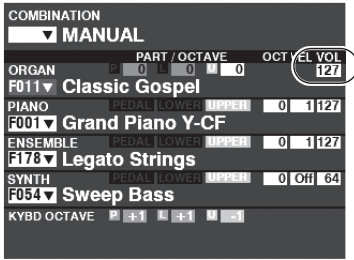 COMBINATION
▼ MANUAL
PART / OCTAVE OCT VEL VOL
ORGAN P 0 L 0 U 0 127
F011▼ Classic Gospel
PIANO PEDAL LOWER UPPER 0 1 127
F001▼ Grand Piano Y-CF
ENSEMBLE PEDAL LOWER UPPER 0 1 127
F178▼ Legato Strings
SYNTH PEDAL LOWER UPPER 0 Off 64
F054▼ Sweep Bass
KYBD OCTAVE P +1 L +1 U -1